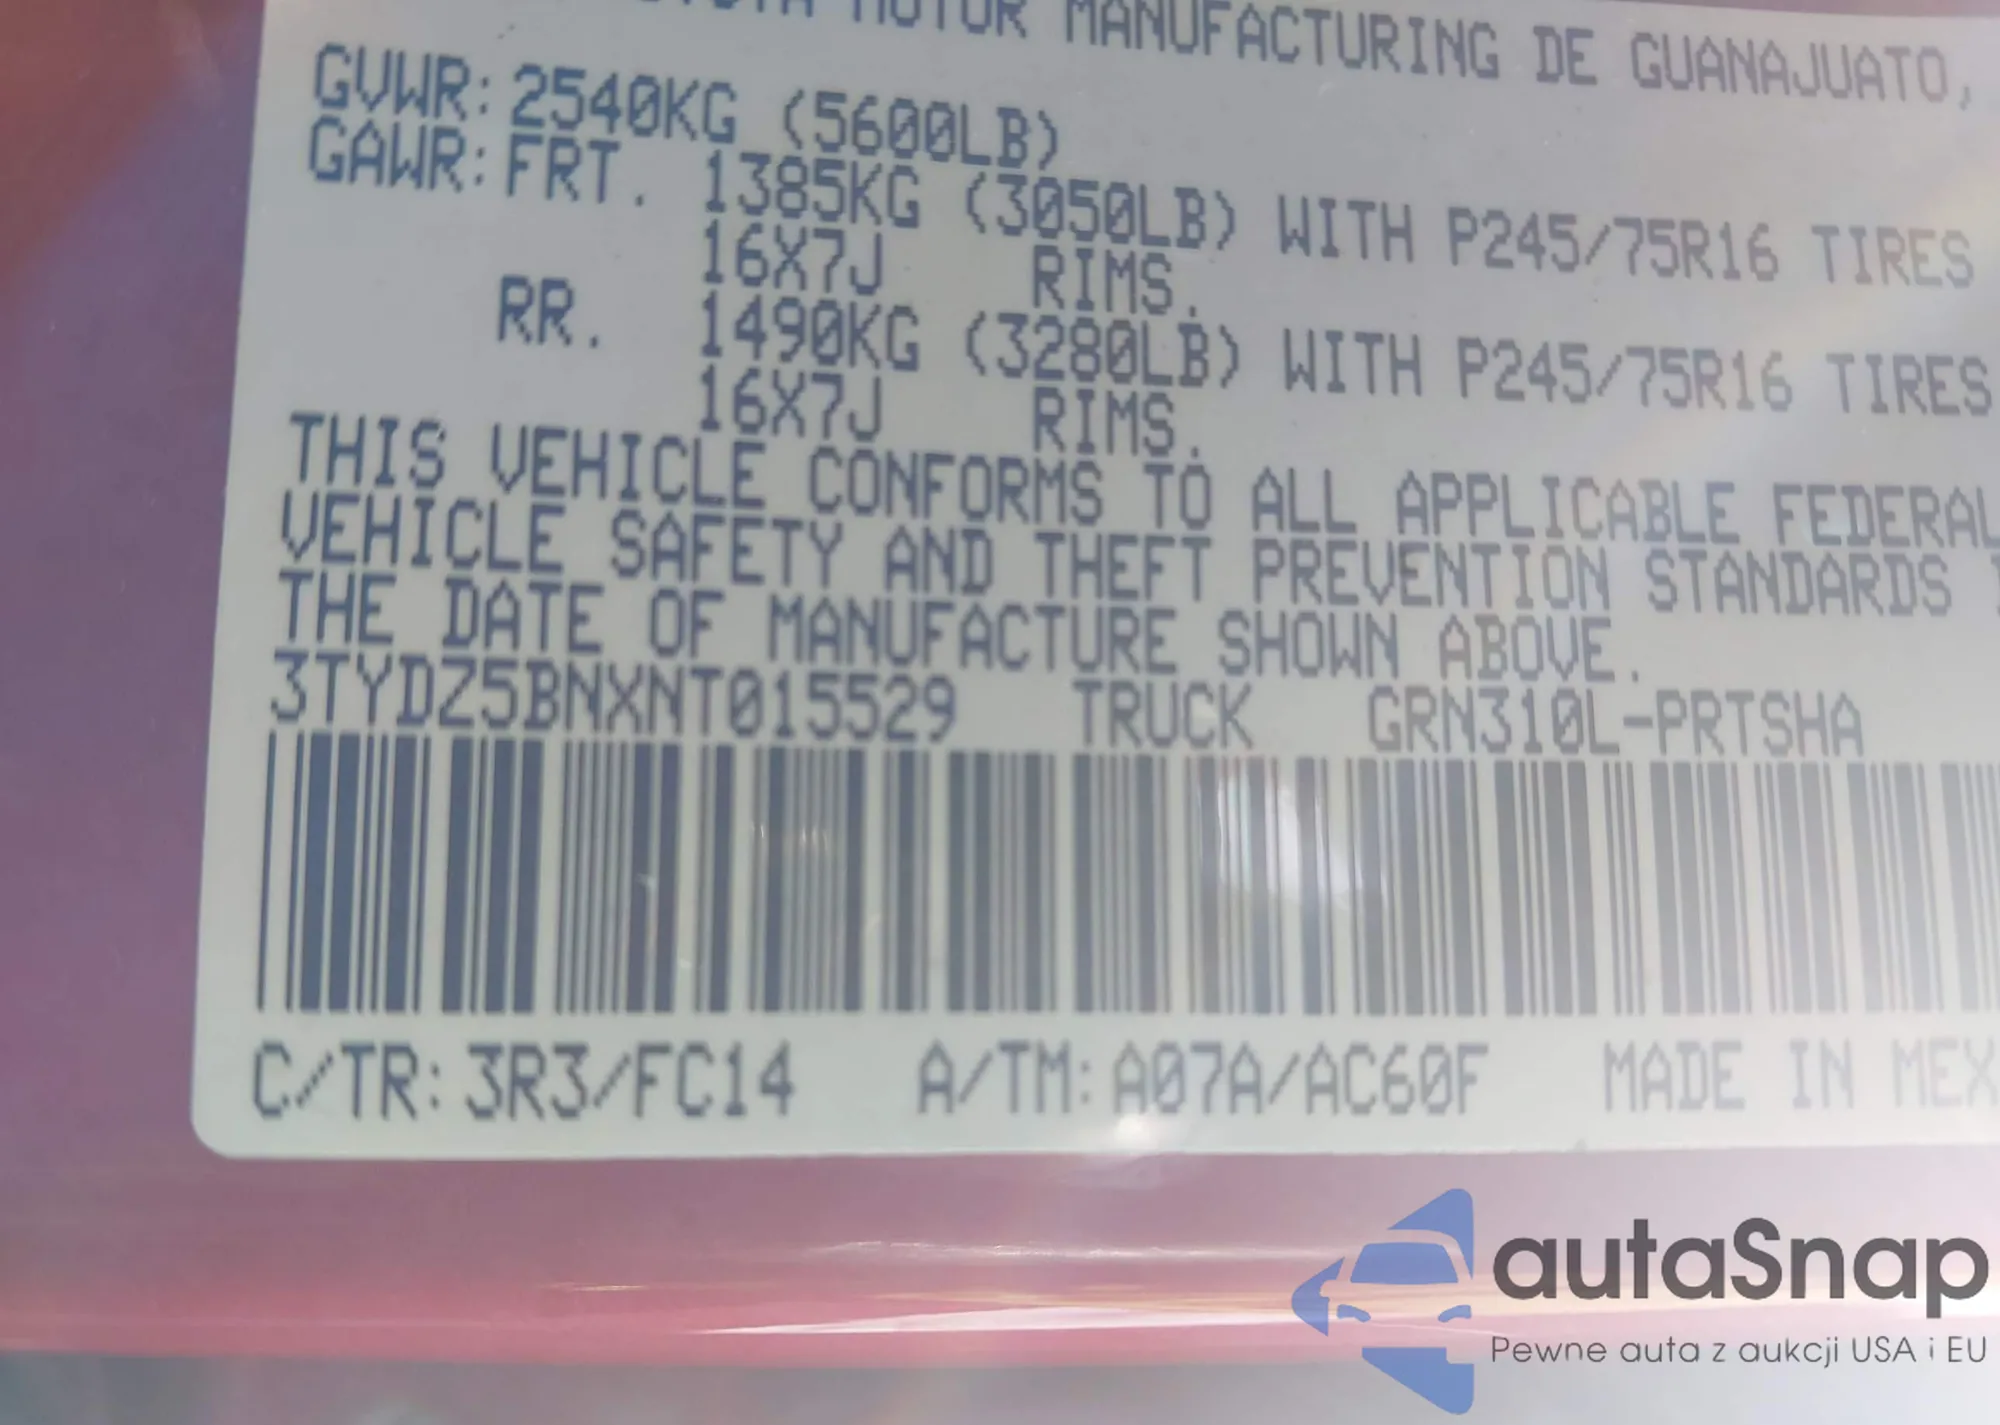 MOTOR MANUFACTURING DE GUANAJUATO,
GVWR: 2540KG (5600LB)
GAWR: FRT. 1385KG (3050LB) WITH P245/75R16 TIRES
16X7J RIMS.
RR. 1490KG (3280LB) WITH P245/75R16 TIRES
16X7J RIMS.
THIS VEHICLE CONFORMS TO ALL APPLICABLE FEDERAL
VEHICLE SAFETY AND THEFT PREVENTION STANDARDS
THE DATE OF MANUFACTURE SHOWN ABOVE.
3TYDZ5BNXNT015529 TRUCK GRN310L-PRTSHA
C/TR: 3R3/FC14 A/TM: A07A/AC60F MADE IN MEX
autaSnap
Pewne auta z aukcji USA i EU